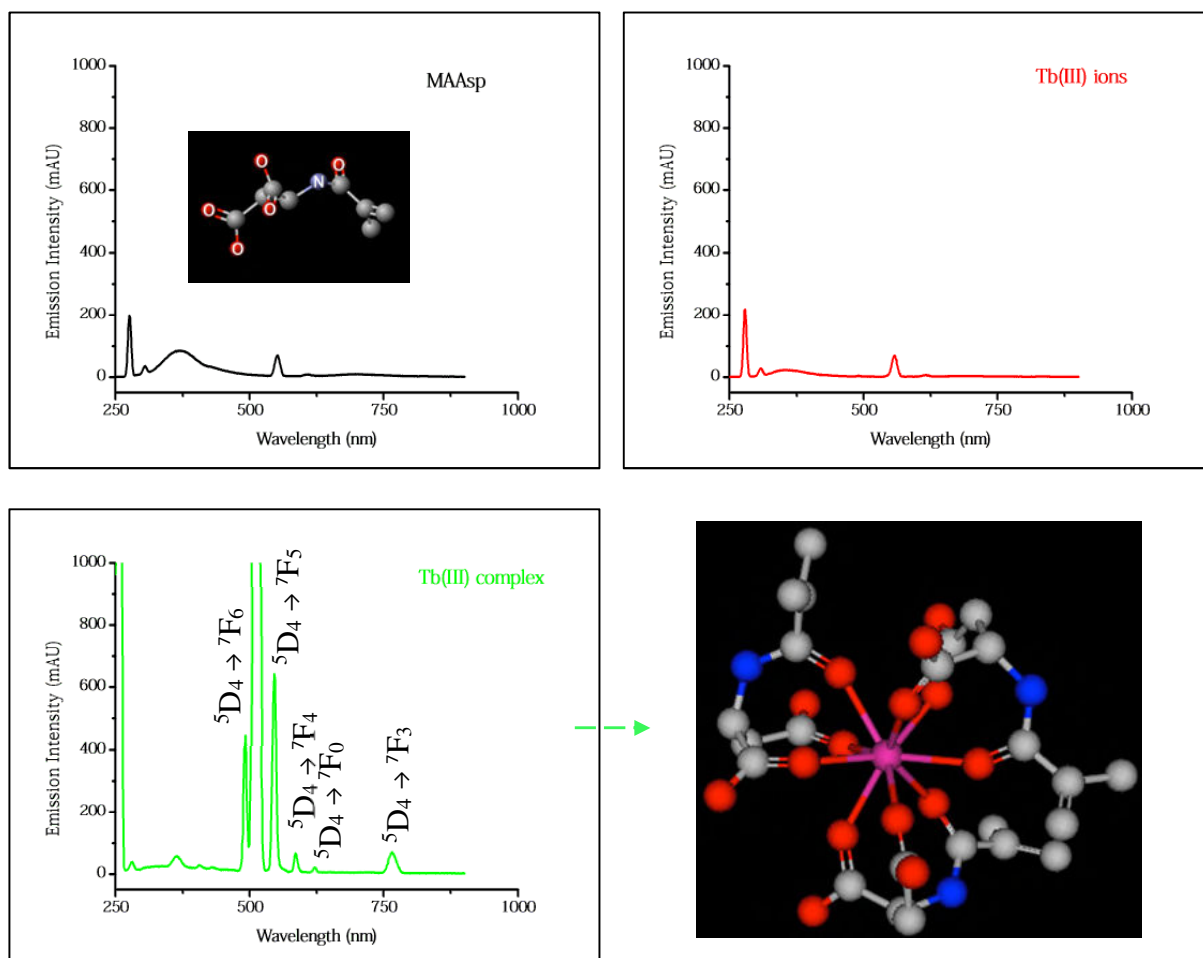 MAAsp
Emission Intensity (mAU)
1000
800
600
400
200
0
250
500
750
1000
Wavelength (nm)
O
O
O
O
N
O
Tb(III) ions
Emission Intensity (mAU)
1000
800
600
400
200
0
250
500
750
1000
Wavelength (nm)
Tb(III) complex
Emission Intensity (mAU)
1000
800
600
400
200
0
250
500
750
1000
Wavelength (nm)
⁵D₄ → ⁷F₆
⁵D₄ → ⁷F₅
⁵D₄ → ⁷F₄
⁵D₄ → ⁷F₀
⁵D₄ → ⁷F₃